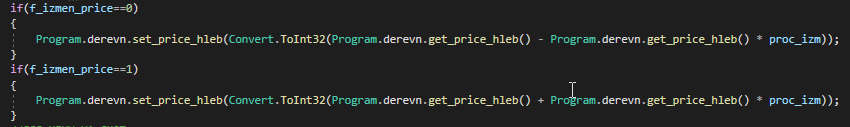 if(f_izmen_price==0)
{
Program.derevn.set_price_hleb(Convert.ToInt32(Program.derevn.get_price_hleb() - Program.derevn.get_price_hleb() * proc_izm));
}
if(f_izmen_price==1)
{
Program.derevn.set_price_hleb(Convert.ToInt32(Program.derevn.get_price_hleb() + Program.derevn.get_price_hleb() * proc_izm));
}